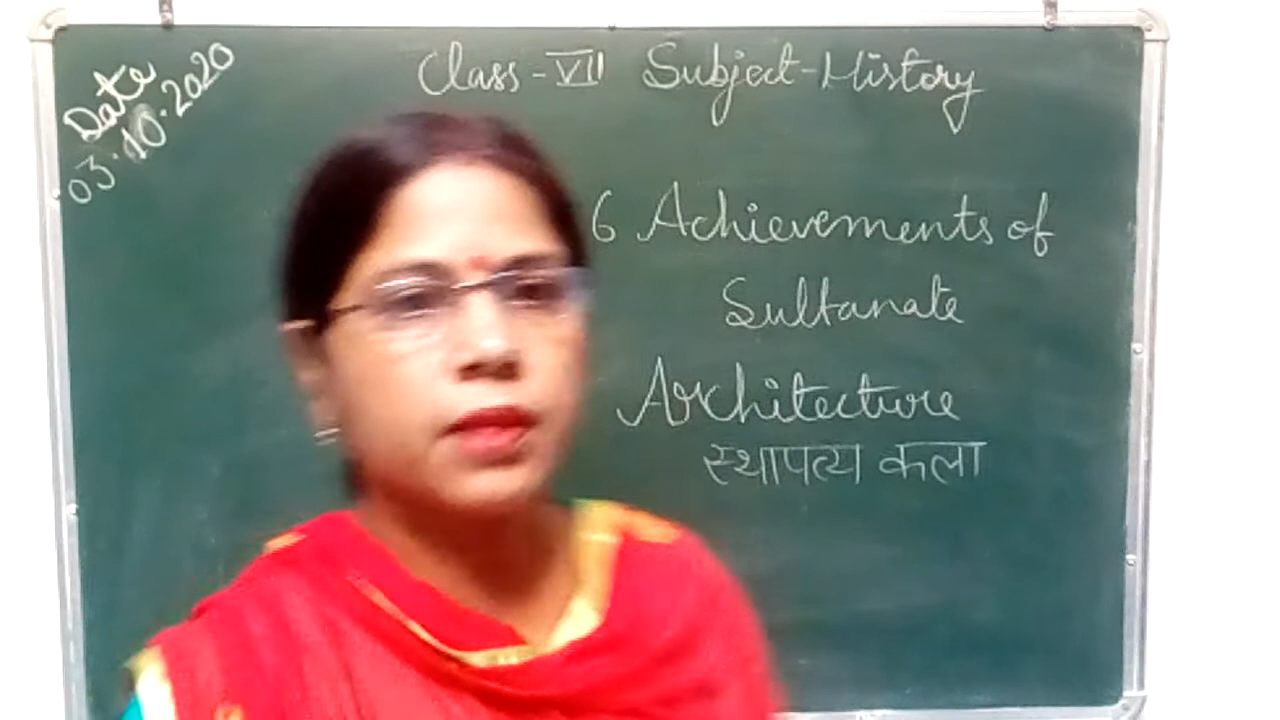 Date
03.10.2020
Class-VII Subject-History
6 Achievements of
Sultanate
Architecture
स्थापत्य कला